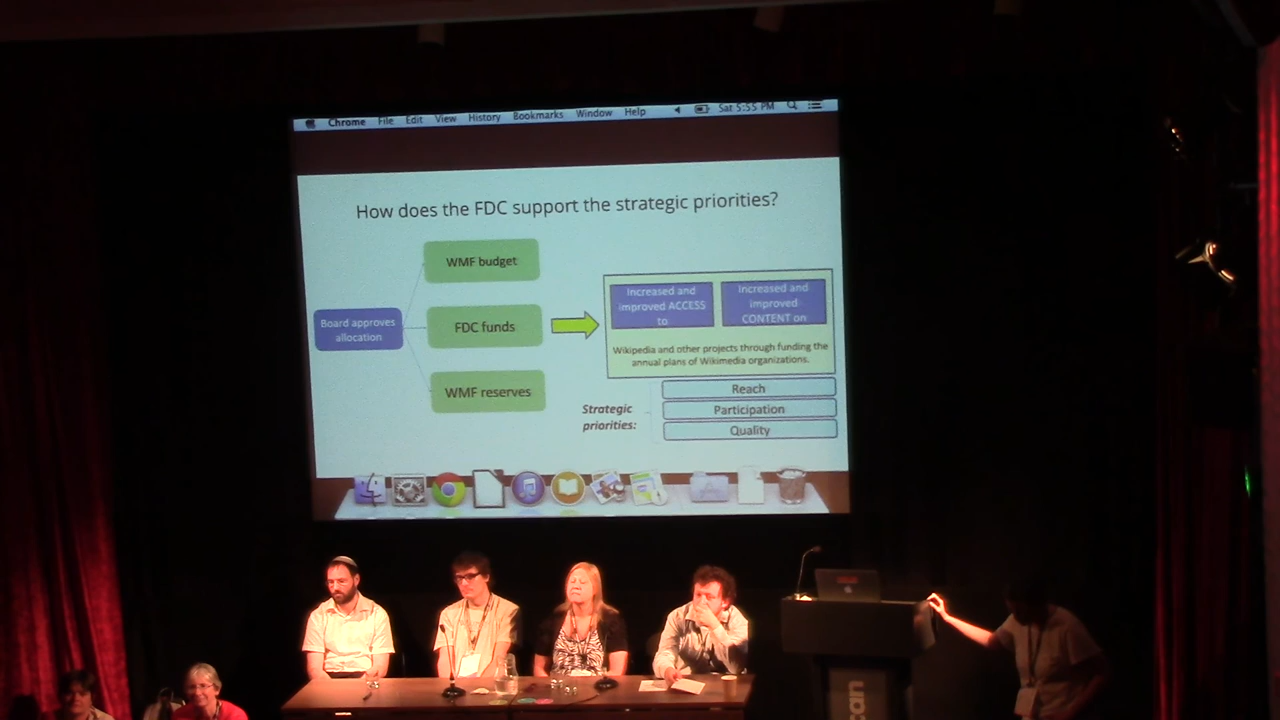 Chrome File Edit View History Bookmarks Window Help Sat 5:55 PM
How does the FDC support the strategic priorities?
WMF budget
Increased and
improved ACCESS
to
Increased and
improved
CONTENT on
Board approves
allocation
FDC funds
Wikipedia and other projects through funding the
annual plans of Wikimedia organizations.
WMF reserves
Strategic
priorities:
Reach
Participation
Quality
can